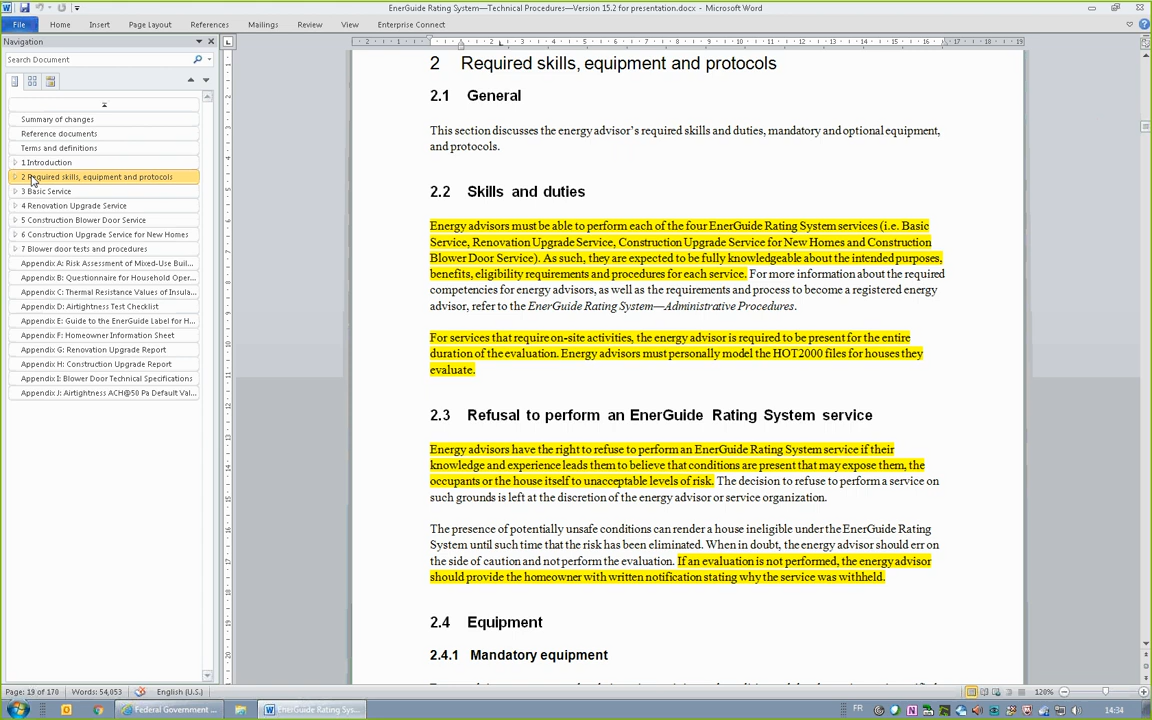 EnerGuide Rating System—Technical Procedures—Version 15.2 for presentation.docx - Microsoft Word
File Home Insert Page Layout References Mailings Review View Energuide Connect
Navigation
Search Document
Summary of changes
Reference documents
Terms and definitions
1 Introduction
2 Required skills, equipment and protocols
3 Basic Service
4 Renovation Upgrade Service
5 Construction Blower Door Service
6 Construction Upgrade Service for New Homes
7 Blower door tests and procedures
Appendix A: Risk Assessment of Mixed-Use Buil...
Appendix B: Questionnaire for Household Oper...
Appendix C: Thermal Resistance Values of Insula...
Appendix D: Airtightness Test Checklist
Appendix E: Guide to the EnerGuide Label for H...
Appendix F: Homeowner Information Sheet
Appendix G: Renovation Upgrade Report
Appendix H: Construction Upgrade Report
Appendix I: Blower Door Technical Specifications
Appendix J: Airtightness ACH@50 Pa Default Val...
2 Required skills, equipment and protocols
2.1 General
This section discusses the energy advisor's required skills and duties, mandatory and optional equipment,
and protocols.
2.2 Skills and duties
Energy advisors must be able to perform each of the four EnerGuide Rating System services (i.e. Basic
Service, Renovation Upgrade Service, Construction Upgrade Service for New Homes and Construction
Blower Door Service). As such, they are expected to be fully knowledgeable about the intended purposes,
benefits, eligibility requirements and procedures for each service. For more information about the required
competencies for energy advisors, as well as the requirements and process to become a registered energy
advisor, refer to the EnerGuide Rating System—Administrative Procedures.
For services that require on-site activities, the energy advisor is required to be present for the entire
duration of the evaluation. Energy advisors must personally model the HOT2000 files for houses they
evaluate.
2.3 Refusal to perform an EnerGuide Rating System service
Energy advisors have the right to refuse to perform an EnerGuide Rating System service if their
knowledge and experience leads them to believe that conditions are present that may expose them, the
occupants or the house itself to unacceptable levels of risk. The decision to refuse to perform a service on
such grounds is left at the discretion of the energy advisor or service organization.
The presence of potentially unsafe conditions can render a house ineligible under the EnerGuide Rating
System until such time that the risk has been eliminated. When in doubt, the energy advisor should err on
the side of caution and not perform the evaluation. If an evaluation is not performed, the energy advisor
should provide the homeowner with written notification stating why the service was withheld.
2.4 Equipment
2.4.1 Mandatory equipment
Page: 19 of 170 Words: 54,053 English (U.S.) 120%
Federal Government ... EnerGuide Rating Sys... FR 14:34